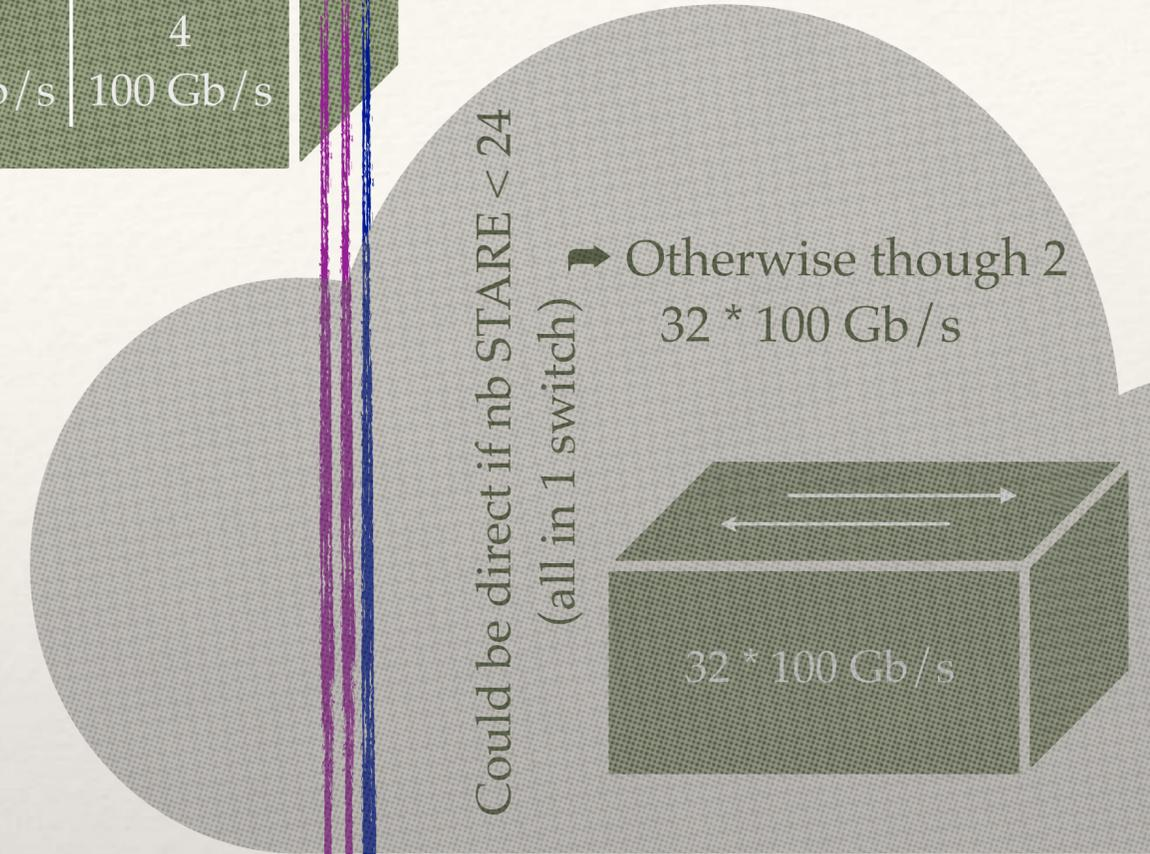 4
b/s
100 Gb/s
Could be direct if nb STARE < 24
(all in 1 switch)
➡ Otherwise though 2
32 * 100 Gb/s
32 * 100 Gb/s